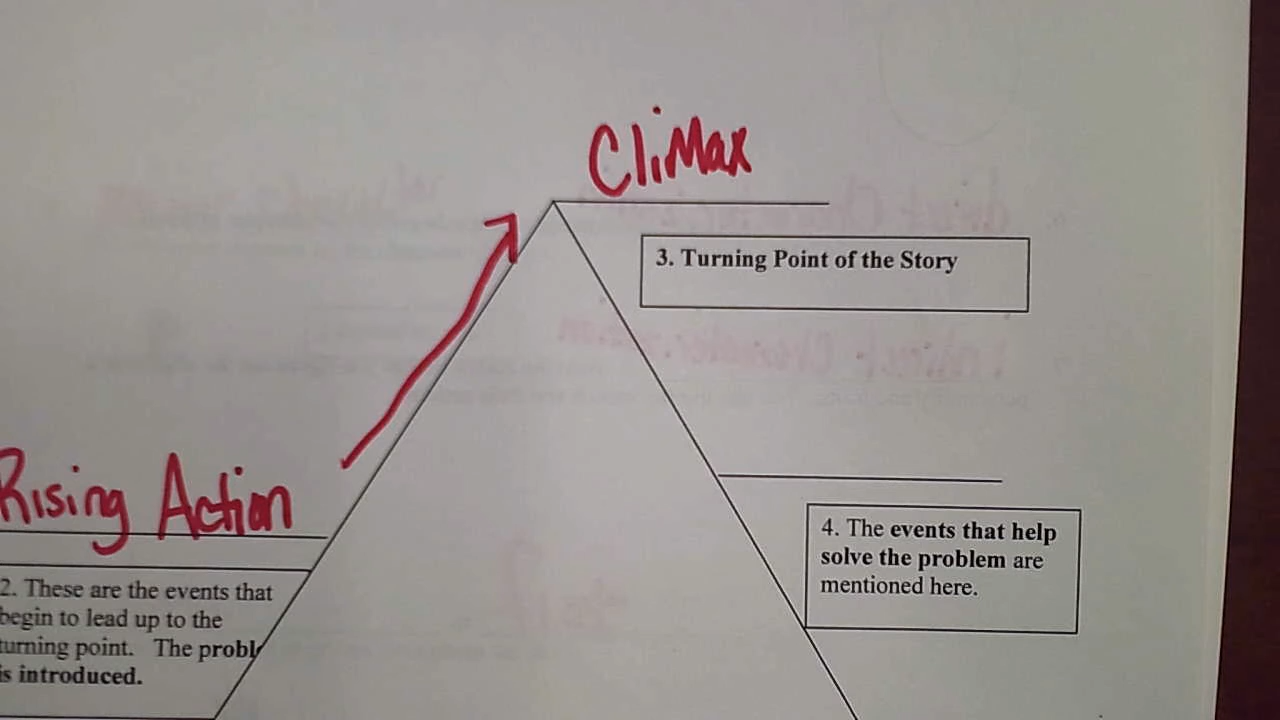 CliMax
3. Turning Point of the Story
Rising Action
4. The events that help
solve the problem are
mentioned here.
2. These are the events that
begin to lead up to the
turning point. The
is introduced.